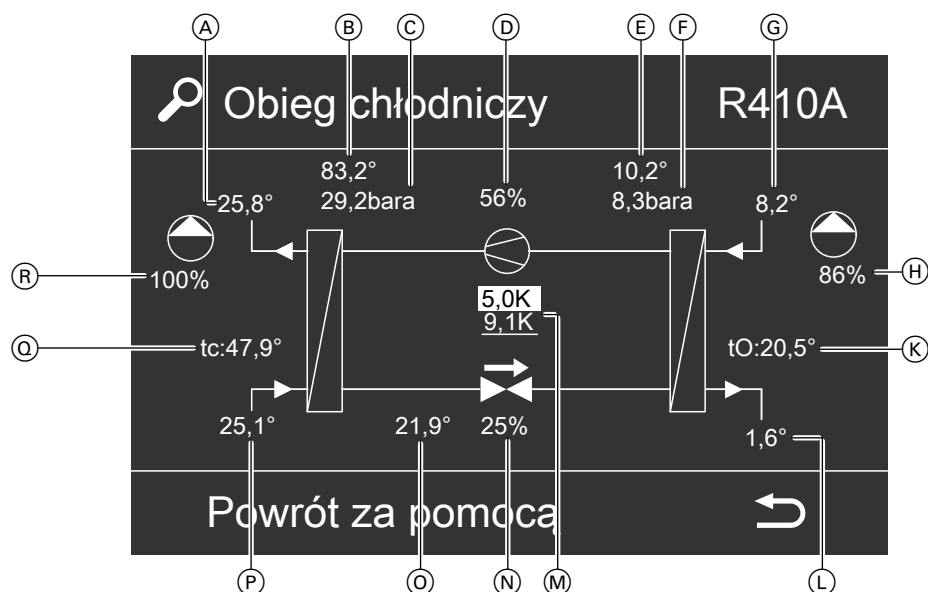 A B C D E F G
Obieg chłodniczy R410A
83,2° 10,2°
25,8° 29,2bara 56% 8,3bara 8,2°
R 100% 86% H
5,0K
9,1K
Q tc:47,9° tO:20,5° K
25,1° 21,9° 25% 1,6°
Powrót za pomocą
P O N M L